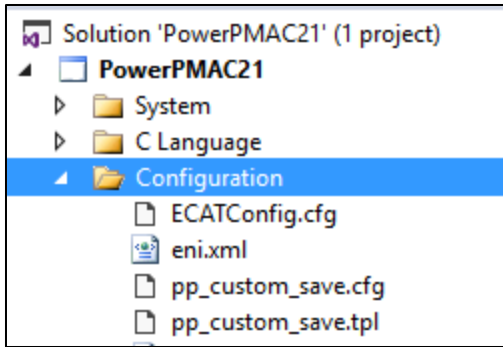 Solution 'PowerPMAC21' (1 project)
PowerPMAC21
System
C Language
Configuration
ECATConfig.cfg
eni.xml
pp_custom_save.cfg
pp_custom_save.tpl